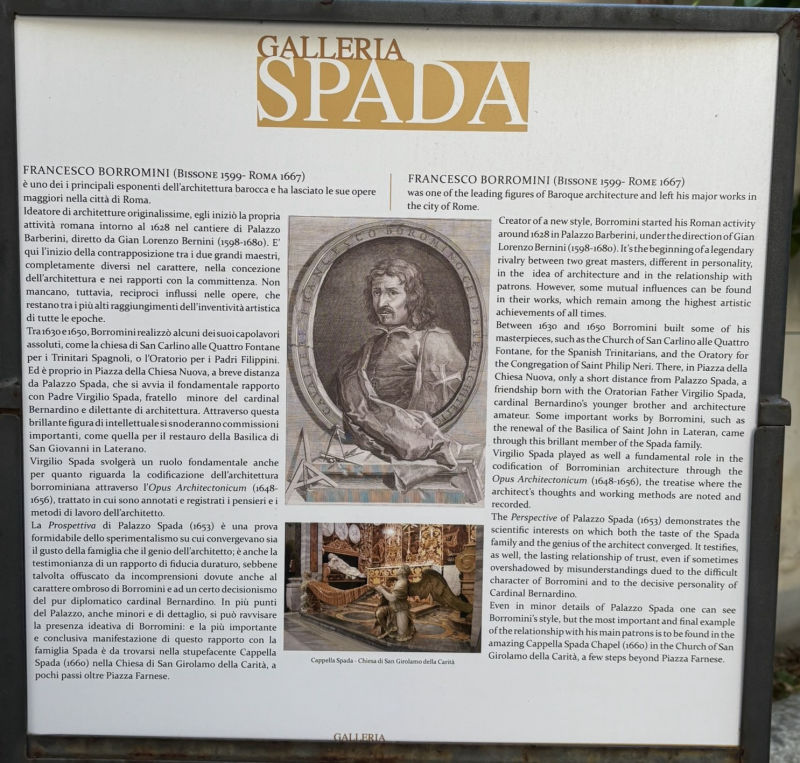 GALLERIA
SPADA
FRANCESCO BORROMINI (Bissone 1599- Roma 1667)
è uno dei i principali esponenti dell'architettura barocca e ha lasciato le sue opere
maggiori nella città di Roma.
Ideatore di architetture originalissime, egli iniziò la propria
attività romana intorno al 1628 nel cantiere di Palazzo
Barberini, diretto da Gian Lorenzo Bernini (1598-1680). E'
qui l'inizio della contrapposizione tra i due grandi maestri,
completamente diversi nel carattere, nella concezione
dell'architettura e nei rapporti con la committenza. Non
mancano, tuttavia, reciproci influssi nelle opere, che
restano tra i più alti raggiungimenti dell'inventività artistica
di tutte le epoche.
Tra 1630 e 1650, Borromini realizzò alcuni dei suoi capolavori
assoluti, come la chiesa di San Carlino alle Quattro Fontane
per i Trinitari Spagnoli, o l'Oratorio per i Padri Filippini.
Ed è proprio in Piazza della Chiesa Nuova, a breve distanza
da Palazzo Spada, che si avvia il fondamentale rapporto
con Padre Virgilio Spada, fratello minore del cardinal
Bernardino e dilettante di architettura. Attraverso questa
brillante figura di intellettuale si snoderanno commissioni
importanti, come quella per il restauro della Basilica di
San Giovanni in Laterano.
Virgilio Spada svolgerà un ruolo fondamentale anche
per quanto riguarda la codificazione dell'architettura
borrominiana attraverso l'Opus Architectonicum (1648-
1656), trattato in cui sono annotati e registrati i pensieri e i
metodi di lavoro dell'architetto.
La Prospettiva di Palazzo Spada (1653) è una prova
formidabile dello sperimentalismo su cui convergevano sia
il gusto della famiglia che il genio dell'architetto; è anche la
testimonianza di un rapporto di fiducia duraturo, sebbene
talvolta offuscato da incomprensioni dovute anche al
carattere ombroso di Borromini e ad un certo decisionismo
del pur diplomatico cardinal Bernardino. In più punti
del Palazzo, anche minori e di dettaglio, si può ravvisare
la presenza ideativa di Borromini: e la più importante
e conclusiva manifestazione di questo rapporto con la
famiglia Spada è da trovarsi nella stupefacente Cappella
Spada (1660) nella Chiesa di San Girolamo della Carità, a
pochi passi oltre Piazza Farnese.
FRANCESCO BORROMINI (Bissone 1599- Rome 1667)
was one of the leading figures of Baroque architecture and left his major works in
the city of Rome.
Creator of a new style, Borromini started his Roman activity
around 1628 in Palazzo Barberini, under the direction of Gian
Lorenzo Bernini (1598-1680). It's the beginning of a legendary
rivalry between two great masters, different in personality,
in the idea of architecture and in the relationship with
patrons. However, some mutual influences can be found
in their works, which remain among the highest artistic
achievements of all times.
Between 1630 and 1650 Borromini built some of his
masterpieces, such as the Church of San Carlino alle Quattro
Fontane, for the Spanish Trinitarians, and the Oratory for
the Congregation of Saint Philip Neri. There, in Piazza della
Chiesa Nuova, only a short distance from Palazzo Spada, a
friendship born with the Oratorian Father Virgilio Spada,
cardinal Bernardino's younger brother and architecture
amateur. Some important works by Borromini, such as
the renewal of the Basilica of Saint John in Lateran, came
through this brillant member of the Spada family.
Virgilio Spada played as well a fundamental role in the
codification of Borrominian architecture through the
Opus Architectonicum (1648-1656), the treatise where the
architect's thoughts and working methods are noted and
recorded.
The Perspective of Palazzo Spada (1653) demonstrates the
scientific interests on which both the taste of the Spada
family and the genius of the architect converged. It testifies,
as well, the lasting relationship of trust, even if sometimes
overshadowed by misunderstandings dued to the difficult
character of Borromini and to the decisive personality of
Cardinal Bernardino.
Even in minor details of Palazzo Spada one can see
Borromini's style, but the most important and final example
of the relationship with his main patrons is to be found in the
amazing Cappella Spada Chapel (1660) in the Church of San
Girolamo della Carità, a few steps beyond Piazza Farnese.
Cappella Spada - Chiesa di San Girolamo della Carità
GALLERIA